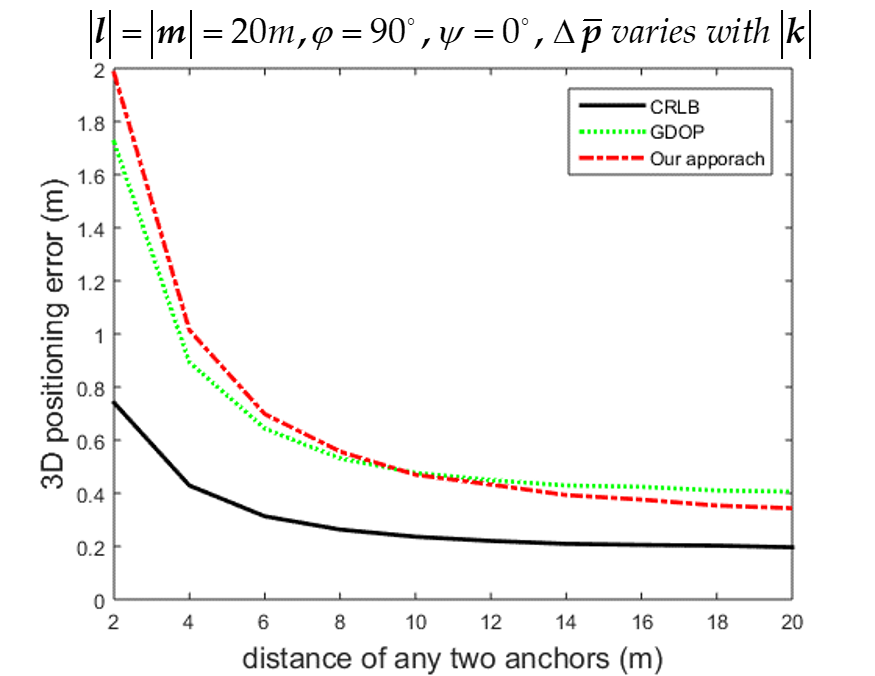 |l| = |m| = 20m, φ = 90°, ψ = 0°, Δp̅ varies with |k|
2
1.8
1.6
1.4
1.2
1
0.8
0.6
0.4
0.2
0
3D positioning error (m)
CRLB
GDOP
Our apporach
2 4 6 8 10 12 14 16 18 20
distance of any two anchors (m)